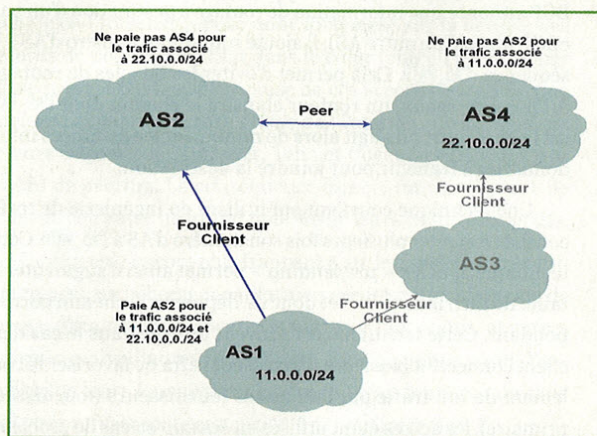 Ne paie pas AS4 pour
le trafic associé
à 22.10.0.0/24
Ne paie pas AS2 pour
le trafic associé
à 11.0.0.0/24
AS2
Peer
AS4
22.10.0.0/24
Fournisseur
Client
Fournisseur
Client
AS3
Paie AS2 pour
le trafic associé
à 11.0.0.0/24 et
22.10.0.0/24
Fournisseur
Client
AS1
11.0.0.0/24